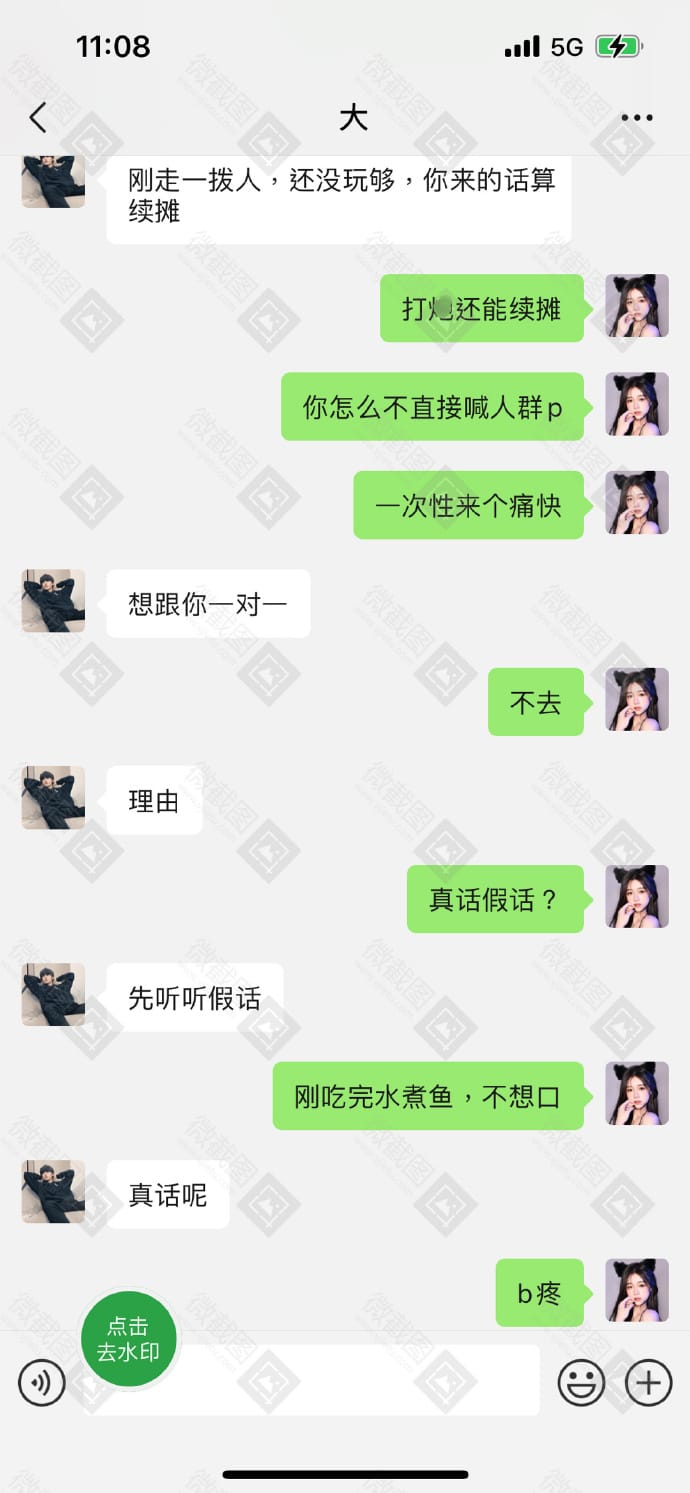 11:08
5G
大
刚走一拨人，还没玩够，你来的话算
续摊
打炮还能续摊
你怎么不直接喊人群p
一次性来个痛快
想跟你一对一
不去
理由
真话假话？
先听听假话
刚吃完水煮鱼，不想口
真话呢
b疼
点击
去水印
微截图